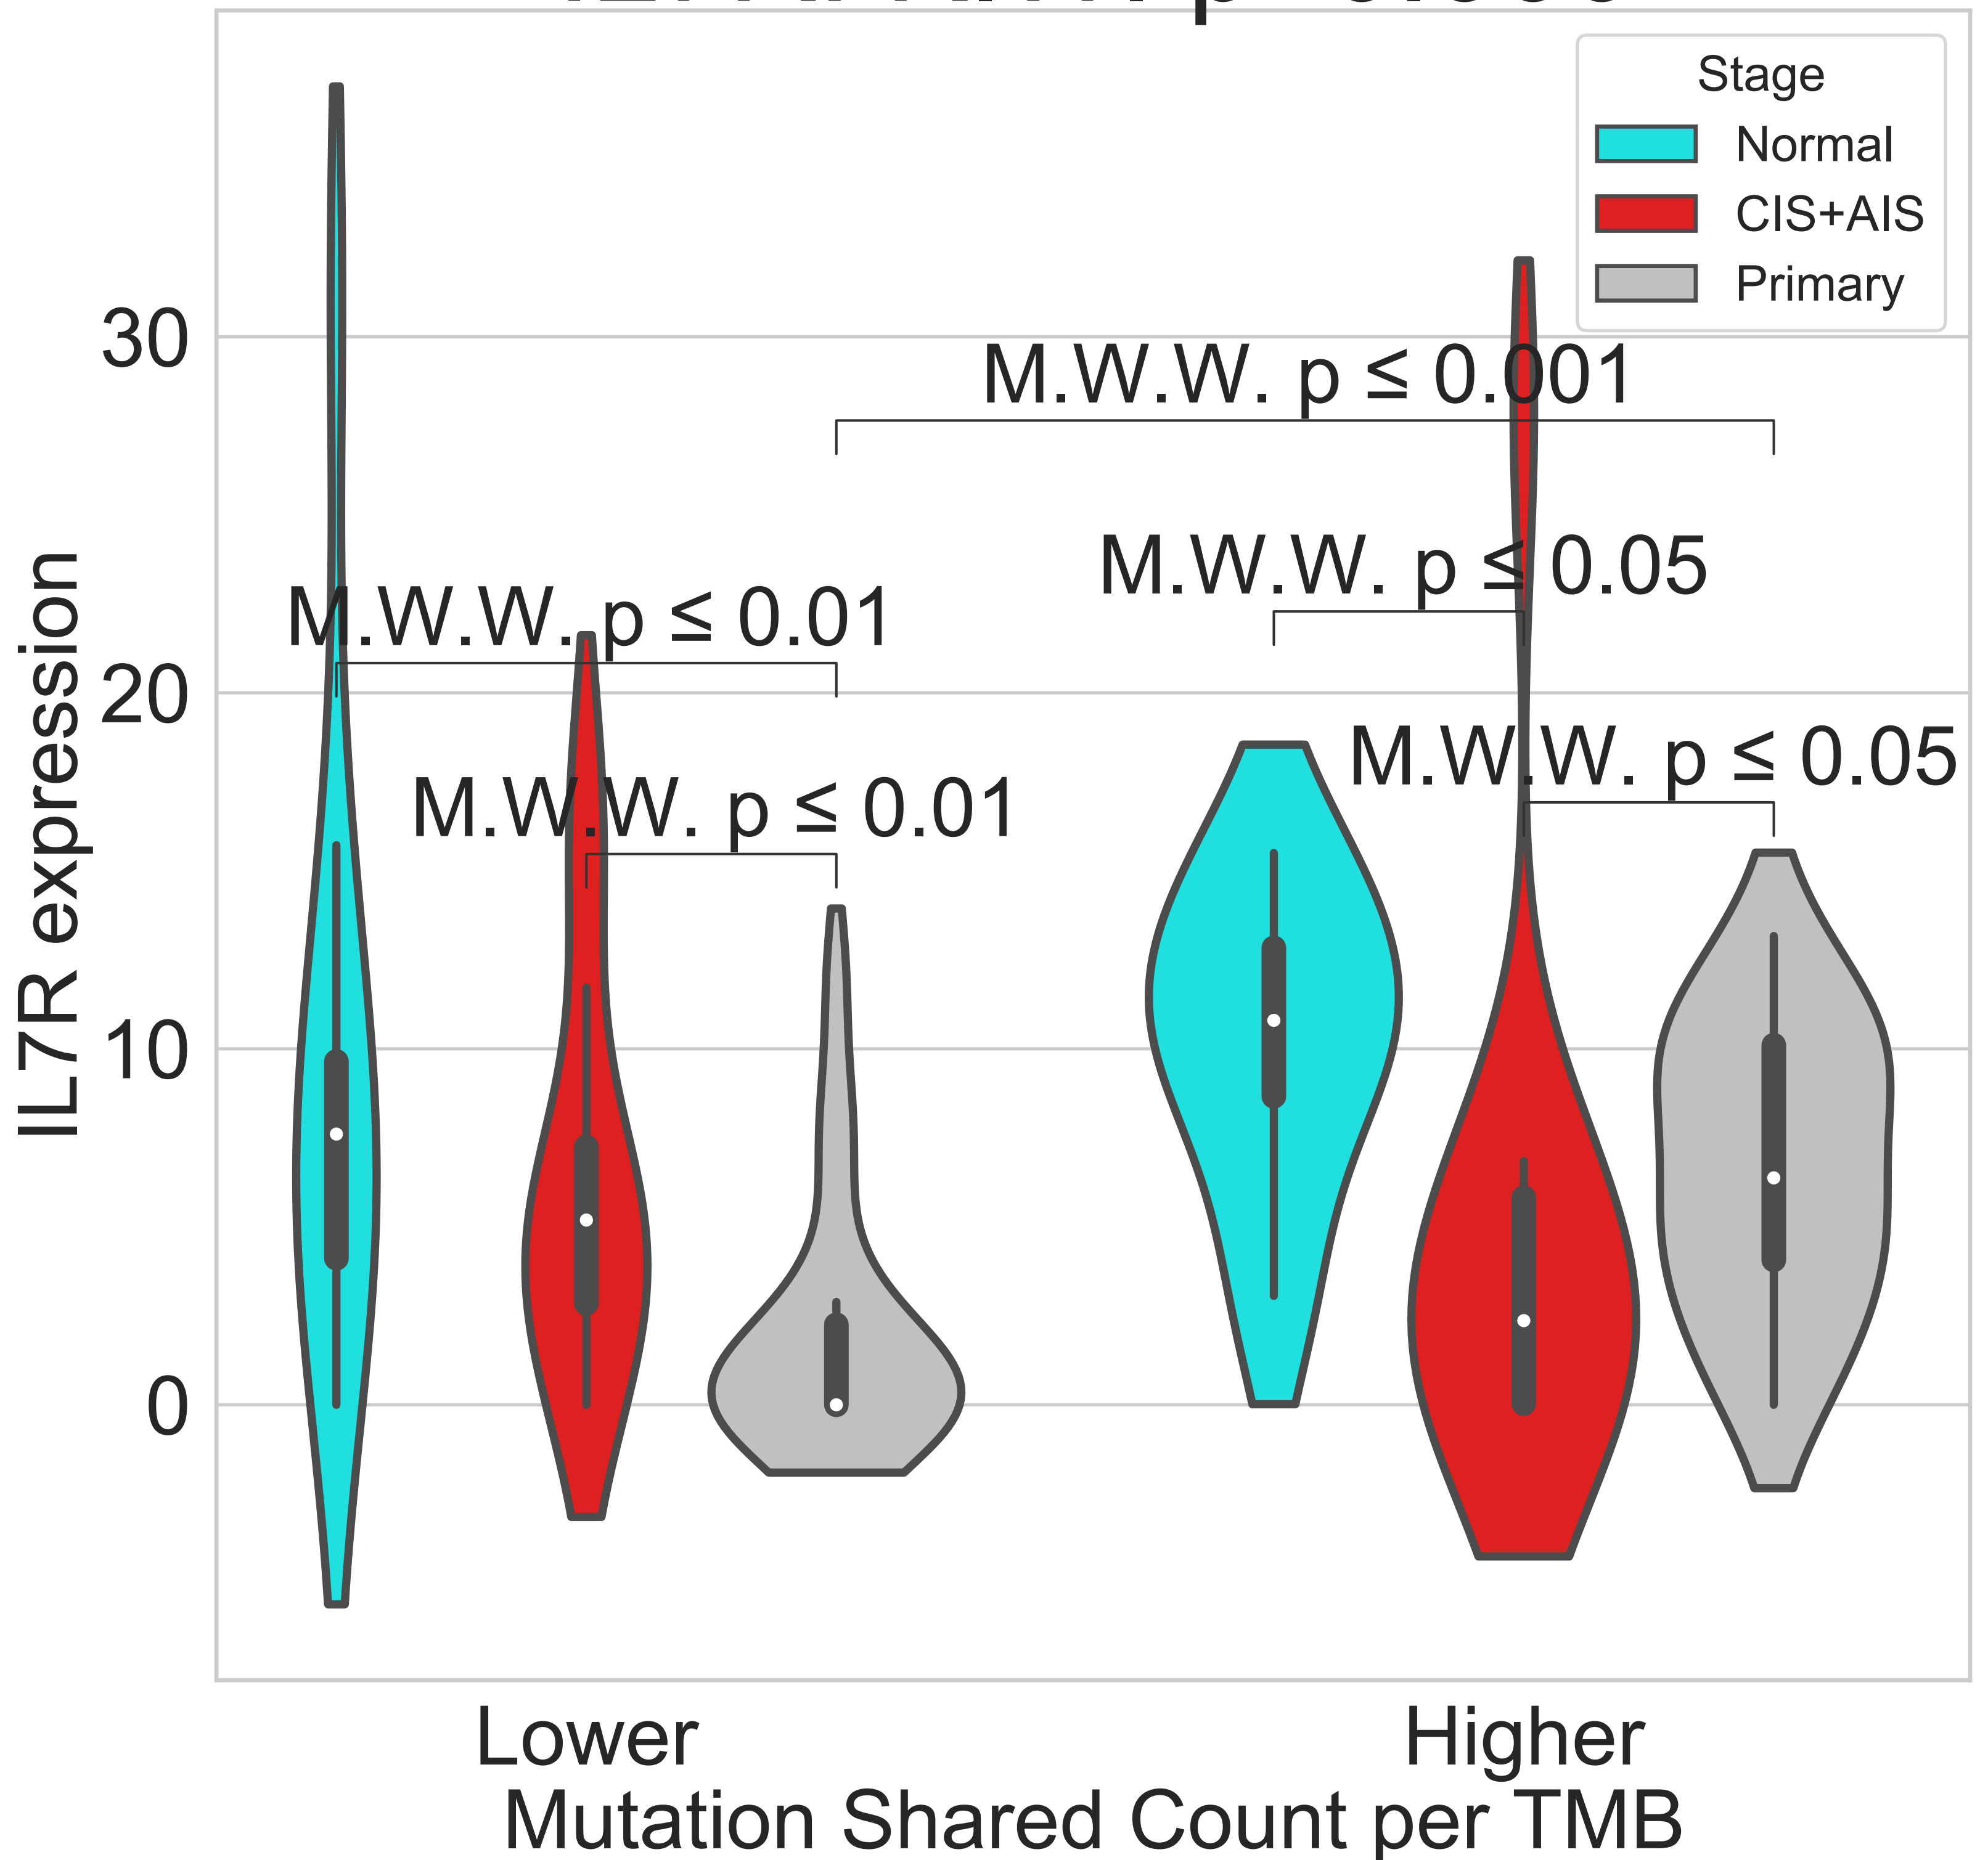 Stage
Normal
CIS+AIS
Primary
30
M.W.W. p ≤ 0.001
M.W.W. p ≤ 0.05
M.W.W. p ≤ 0.01
20
M.W.W. p ≤ 0.05
M.W.W. p ≤ 0.01
IL7R expression
10
0
Lower
Higher
Mutation Shared Count per TMB